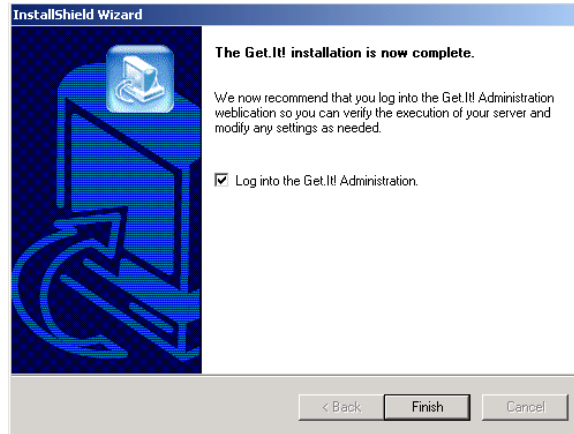 InstallShield Wizard
The Get.It! installation is now complete.
We now recommend that you log into the Get.It! Administration
weblication so you can verify the execution of your server and
modify any settings as needed.
Log into the Get.It! Administration.
< Back Finish Cancel